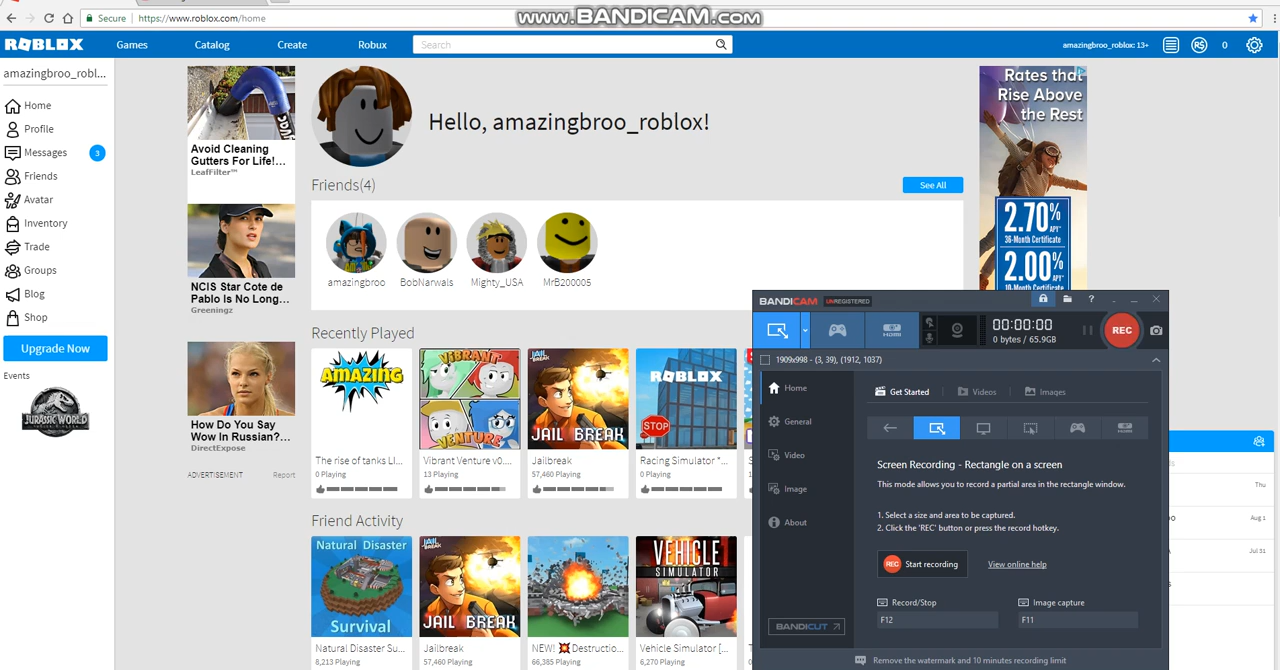 www.BANDICAM.com
Secure
https://www.roblox.com/home
ROBLOX
Games
Catalog
Create
Robux
Search
amazingbroo_roblox: 13+
0
amazingbroo_robl...
Home
Profile
Messages
3
Friends
Avatar
Inventory
Trade
Groups
Blog
Shop
Upgrade Now
Events
JURASSIC WORLD
Avoid Cleaning
Gutters For Life!...
LeafFilter™
NCIS Star Cote de
Pablo Is No Long...
Greeningz
How Do You Say
Wow In Russian?...
DirectExpose
ADVERTISEMENT
Report
Hello, amazingbroo_roblox!
Friends(4)
See All
amazingbroo
BobNarwals
Mighty_USA
MrB200005
Recently Played
AMAZING
VIBRANT
VENTURE
JAIL BREAK
ROBLOX
STOP
The rise of tanks LI...
0 Playing
Vibrant Venture v0....
13 Playing
Jailbreak
57,460 Playing
Racing Simulator *...
0 Playing
Friend Activity
Natural Disaster
Survival
JAIL BREAK
VEHICLE
SIMULATOR
Natural Disaster Su...
8,213 Playing
Jailbreak
57,460 Playing
NEW! 💥 Destructio...
66,385 Playing
Vehicle Simulator [...
6,270 Playing
Rates that
Rise Above
the Rest
2.70%
APY
36-Month Certificate
2.00%
APY
10-Month Certificate
BANDICAM
UNREGISTERED
?
HDMI
00:00:00
0 bytes / 65.9GB
REC
1909x998 - (3, 39), (1912, 1037)
Home
General
Video
Image
About
BANDICUT
Get Started
Videos
Images
Screen Recording - Rectangle on a screen
This mode allows you to record a partial area in the rectangle window.
1. Select a size and area to be captured.
2. Click the 'REC' button or press the record hotkey.
REC
Start recording
View online help
Record/Stop
F12
Image capture
F11
Remove the watermark and 10 minutes recording limit
Thu
Aug 1
Jul 31